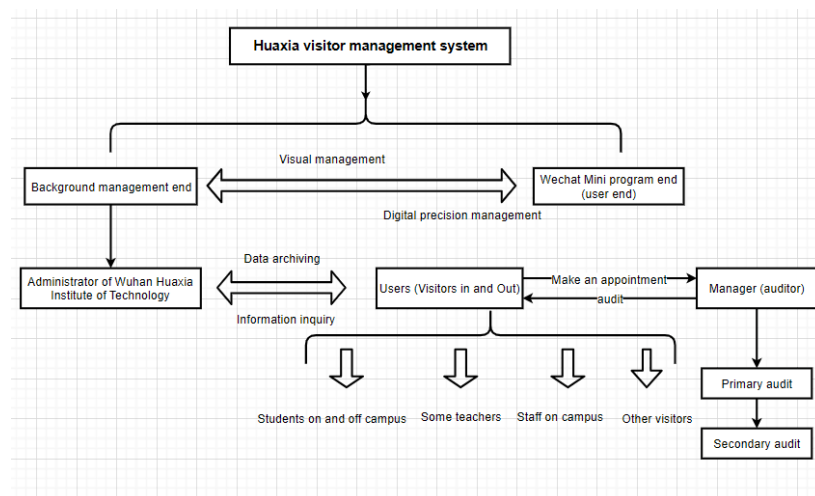 Huaxia visitor management system
Visual management
Background management end
Wechat Mini program end
(user end)
Digital precision management
Data archiving
Administrator of Wuhan Huaxia
Institute of Technology
Users (Visitors in and Out)
Make an appointment
audit
Manager (auditor)
Information inquiry
Primary audit
Students on and off campus
Some teachers
Staff on campus
Other visitors
Secondary audit